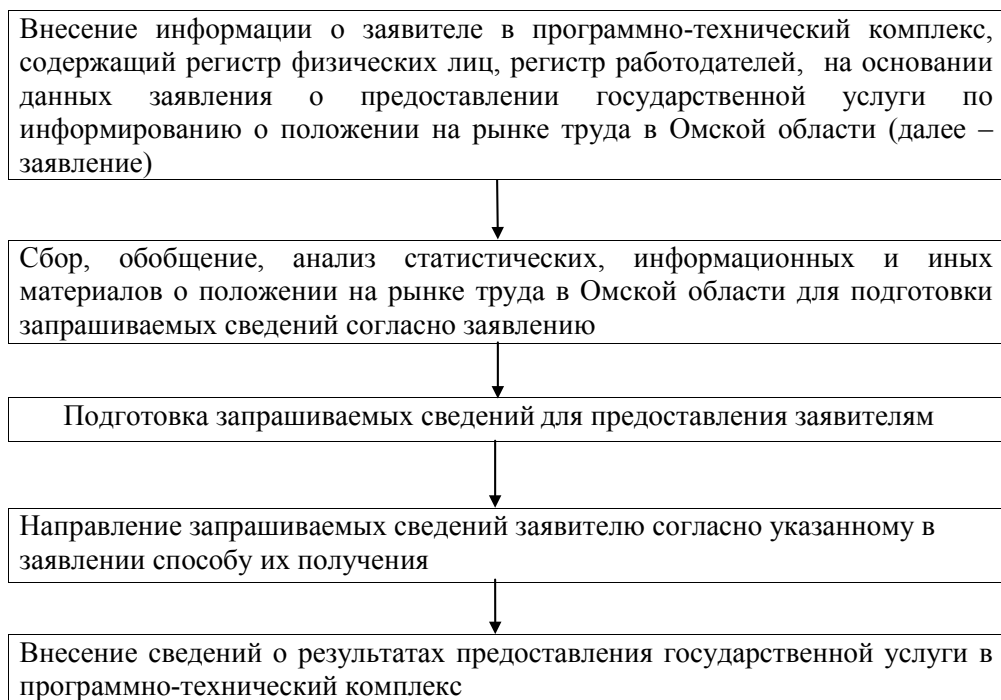 Внесение информации о заявителе в программно-технический комплекс,
содержащий регистр физических лиц, регистр работодателей, на основании
данных заявления о предоставлении государственной услуги по
информированию о положении на рынке труда в Омской области (далее –
заявление)
Сбор, обобщение, анализ статистических, информационных и иных
материалов о положении на рынке труда в Омской области для подготовки
запрашиваемых сведений согласно заявлению
Подготовка запрашиваемых сведений для предоставления заявителям
Направление запрашиваемых сведений заявителю согласно указанному в
заявлении способу их получения
Внесение сведений о результатах предоставления государственной услуги в
программно-технический комплекс